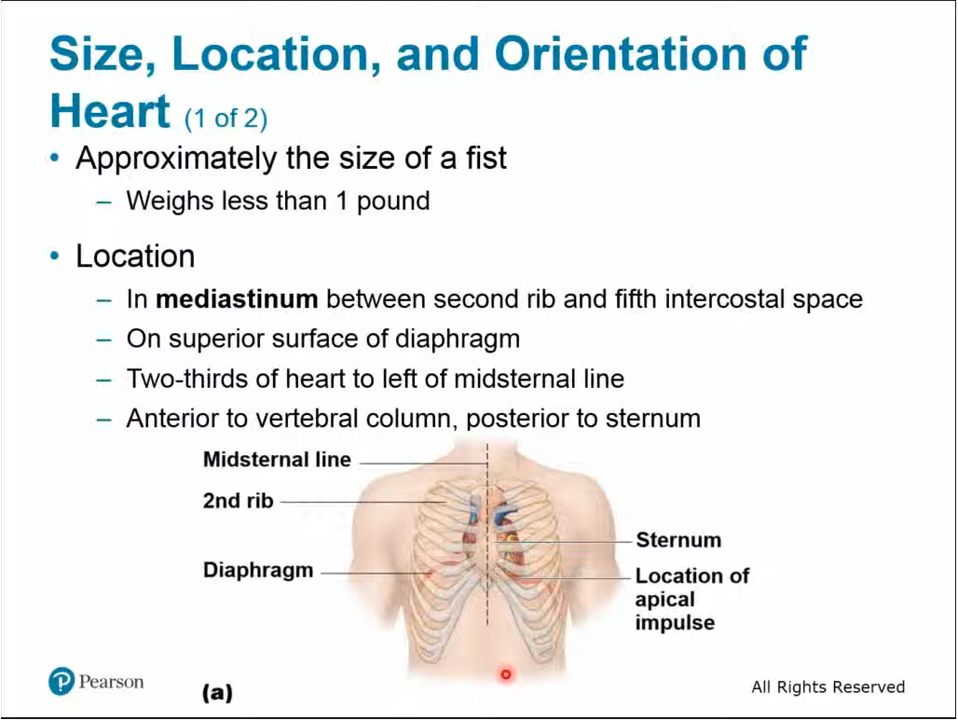 Size, Location, and Orientation of
Heart (1 of 2)
• Approximately the size of a fist
– Weighs less than 1 pound
• Location
– In mediastinum between second rib and fifth intercostal space
– On superior surface of diaphragm
– Two-thirds of heart to left of midsternal line
– Anterior to vertebral column, posterior to sternum
Midsternal line
2nd rib
Diaphragm
Sternum
Location of
apical
impulse
P Pearson
(a)
All Rights Reserved